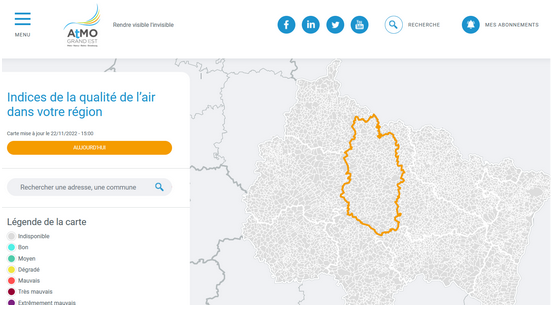 MENU
AtMO
GRAND EST
Rendre visible l'invisible
RECHERCHE
MES ABONNEMENTS
Indices de la qualité de l'air
dans votre région
Carte mise à jour le 22/11/2022 - 15:00
AUJOURD'HUI
Rechercher une adresse, une commune
Légende de la carte
Indisponible
Bon
Moyen
Dégradé
Mauvais
Très mauvais
Extrêmement mauvais